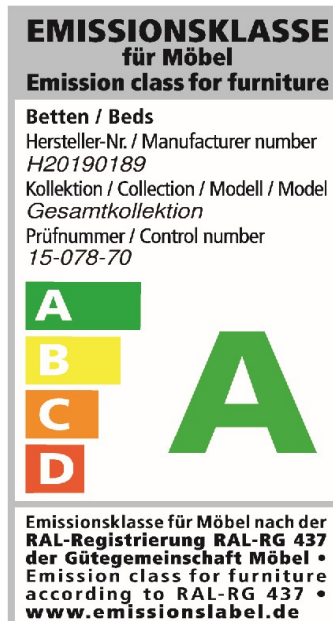 EMISSIONSKLASSE
für Möbel
Emission class for furniture
Betten / Beds
Hersteller-Nr. / Manufacturer number
H20190189
Kollektion / Collection / Modell / Model
Gesamtkollektion
Prüfnummer / Control number
15-078-70
A
B
C
D
A
Emissionsklasse für Möbel nach der
RAL-Registrierung RAL-RG 437
der Gütegemeinschaft Möbel •
Emission class for furniture
according to RAL-RG 437 •
www.emissionslabel.de